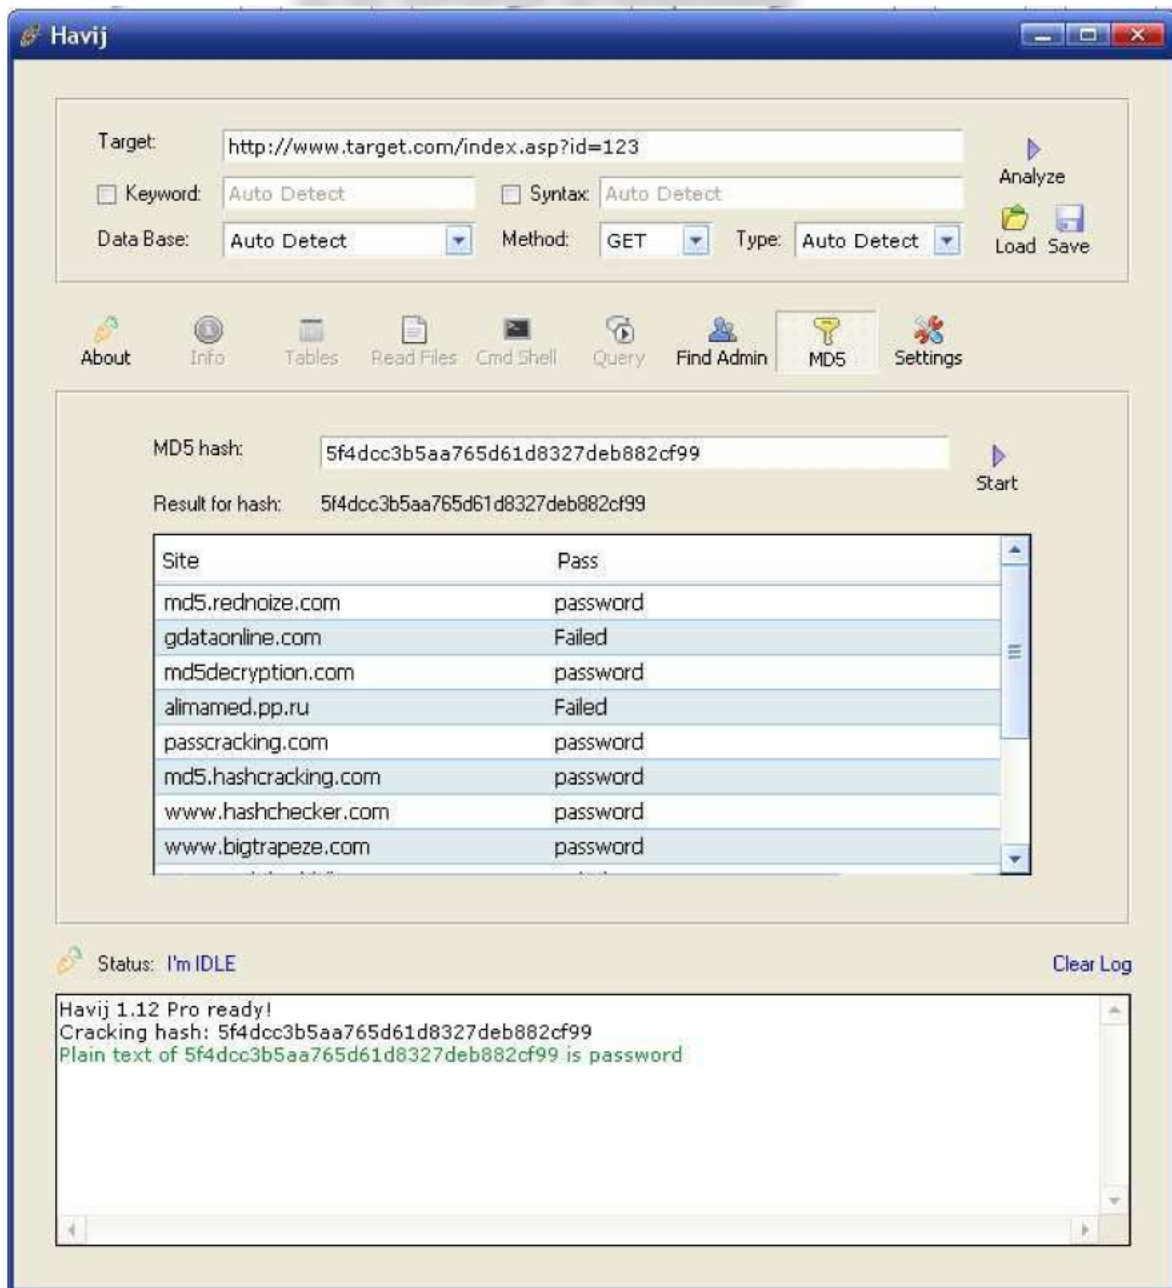 Havij
Target: http://www.target.com/index.asp?id=123
Analyze
Keyword: Auto Detect Syntax: Auto Detect
Data Base: Auto Detect Method: GET Type: Auto Detect
Load Save
About Info Tables Read Files Cmd Shell Query Find Admin MD5 Settings
MD5 hash: 5f4dcc3b5aa765d61d8327deb882cf99
Start
Result for hash: 5f4dcc3b5aa765d61d8327deb882cf99
Site Pass
md5.rednoize.com password
gdataonline.com Failed
md5decryption.com password
alimamed.pp.ru Failed
passcracking.com password
md5.hashcracking.com password
www.hashchecker.com password
www.bigtrapeze.com password
Status: I'm IDLE Clear Log
Havij 1.12 Pro ready!
Cracking hash: 5f4dcc3b5aa765d61d8327deb882cf99
Plain text of 5f4dcc3b5aa765d61d8327deb882cf99 is password